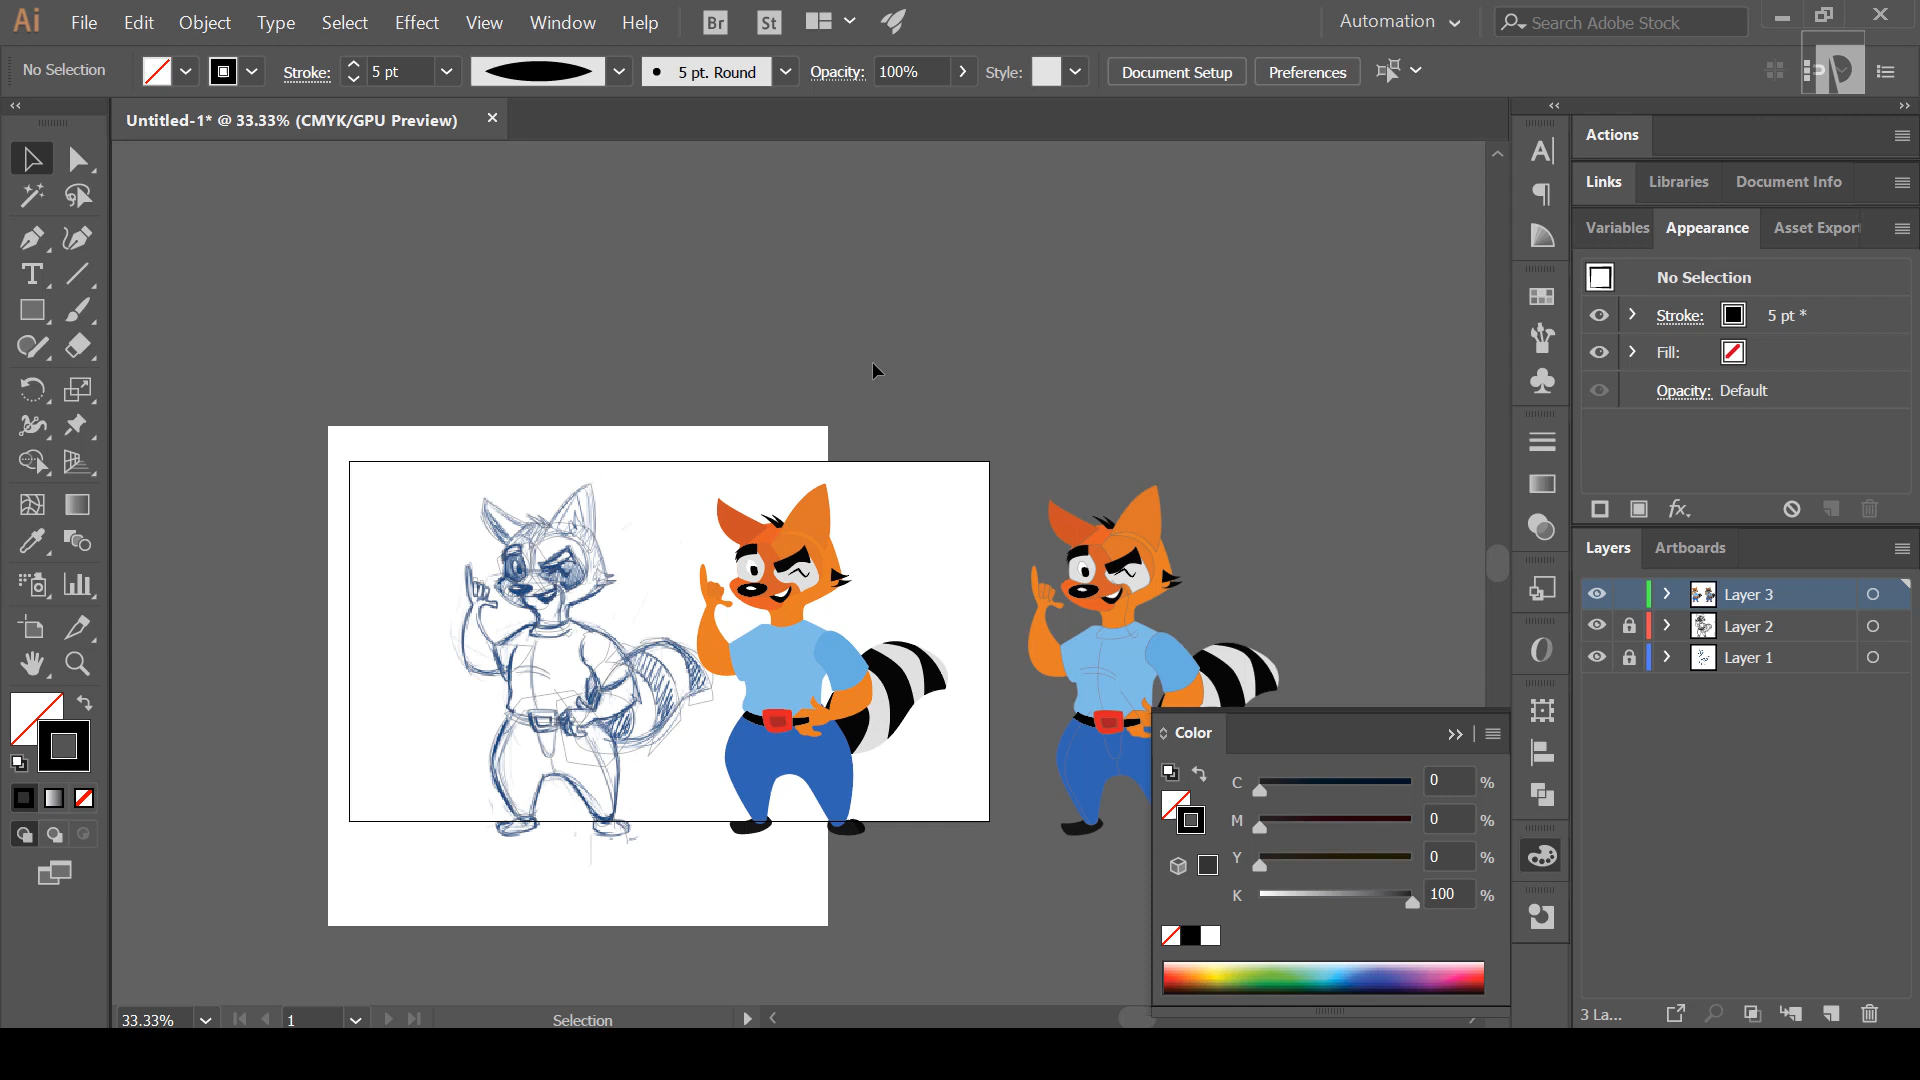 Ai File Edit Object Type Select Effect View Window Help Br St Automation Search Adobe Stock
No Selection Stroke: 5 pt 5 pt. Round Opacity: 100% Style: Document Setup Preferences
Untitled-1* @ 33.33% (CMYK/GPU Preview)
Actions
Links Libraries Document Info
Variables Appearance Asset Export
No Selection
Stroke: 5 pt *
Fill:
Opacity: Default
fx
Layers Artboards
Layer 3
Layer 2
Layer 1
Color
C 0 %
M 0 %
Y 0 %
K 100 %
33.33% 1 Selection
3 La...